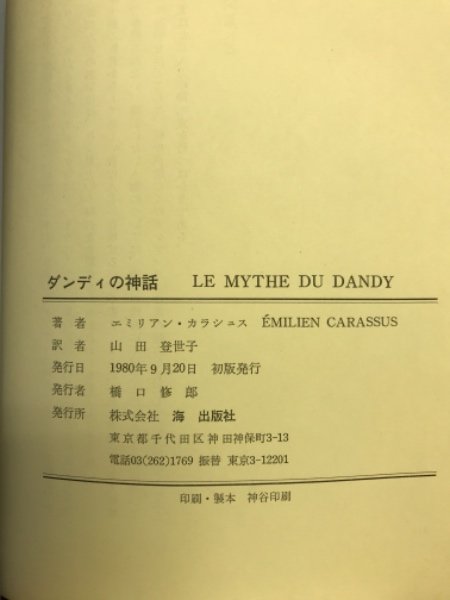 ダンディの神話 LE MYTHE DU DANDY
著者 エミリアン・カラシュス ÉMILIEN CARASSUS
訳者 山田登世子
発行日 1980年9月20日 初版発行
発行者 橋口修郎
発行所 株式会社 海出版社
東京都千代田区神田神保町3-13
電話03(262)1769 振替 東京3-12201
印刷・製本 神谷印刷